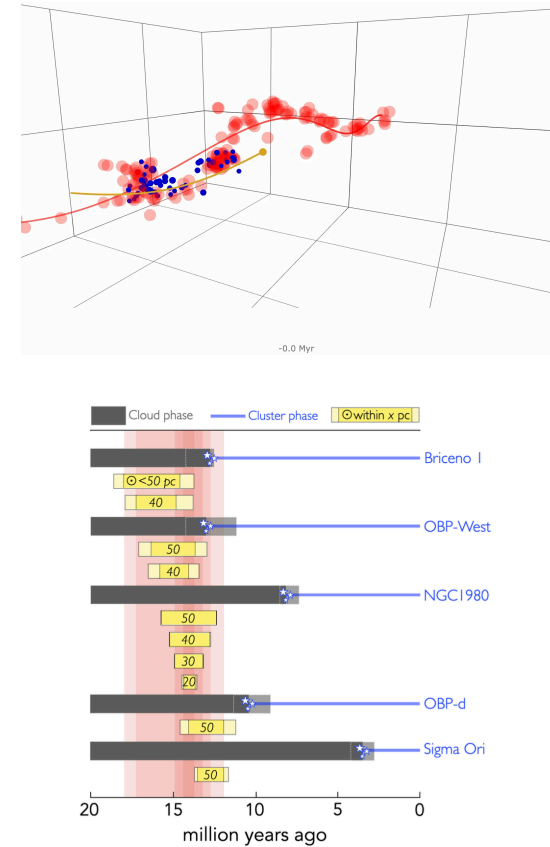 -0.0 Myr
Cloud phase Cluster phase ⊙within x pc
Briceno 1
⊙<50 pc
40
OBP-West
50
40
NGC1980
50
40
30
20
OBP-d
50
Sigma Ori
50
20 15 10 5 0
million years ago